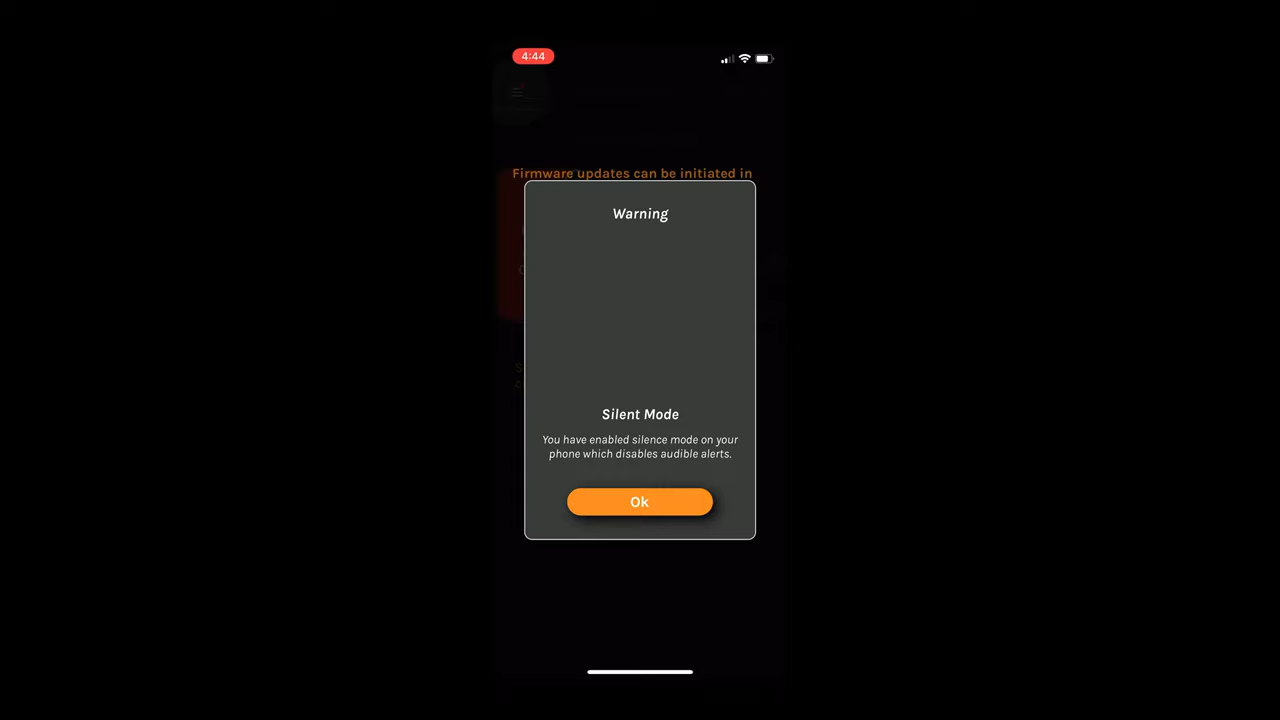 4:44
Firmware updates can be initiated in
Warning
Silent Mode
You have enabled silence mode on your
phone which disables audible alerts.
Ok